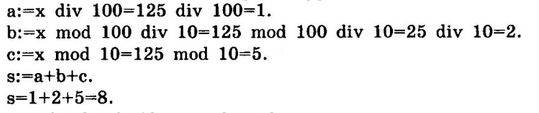 a:=x div 100=125 div 100=1.
b:=x mod 100 div 10=125 mod 100 div 10=25 div 10=2.
c:=x mod 10=125 mod 10=5.
s:=a+b+c.
s=1+2+5=8.